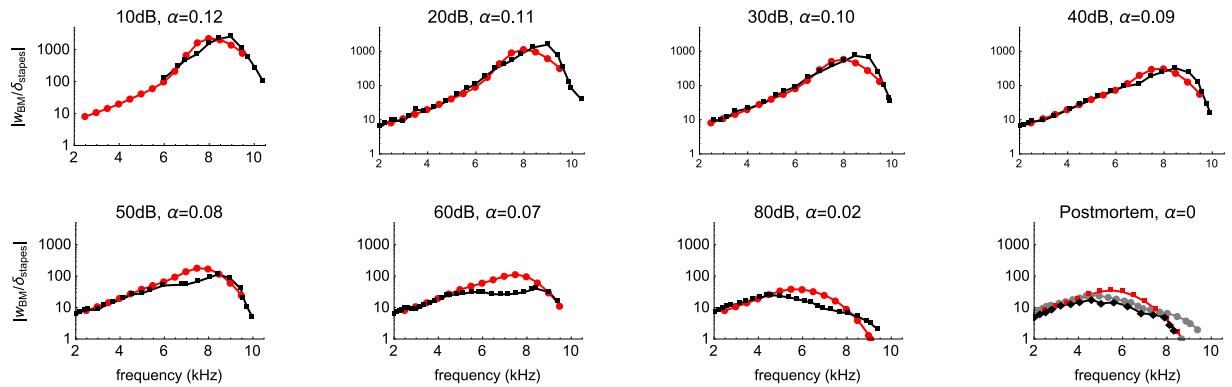 10dB, α=0.12
20dB, α=0.11
30dB, α=0.10
40dB, α=0.09
|wBM/δstapes|
1000
100
10
1
2 4 6 8 10
1000
100
10
1
2 4 6 8 10
1000
100
10
1
2 4 6 8 10
1000
100
10
1
2 4 6 8 10
50dB, α=0.08
60dB, α=0.07
80dB, α=0.02
Postmortem, α=0
|wBM/δstapes|
1000
100
10
1
2 4 6 8 10
1000
100
10
1
2 4 6 8 10
1000
100
10
1
2 4 6 8 10
1000
100
10
1
2 4 6 8 10
frequency (kHz)
frequency (kHz)
frequency (kHz)
frequency (kHz)